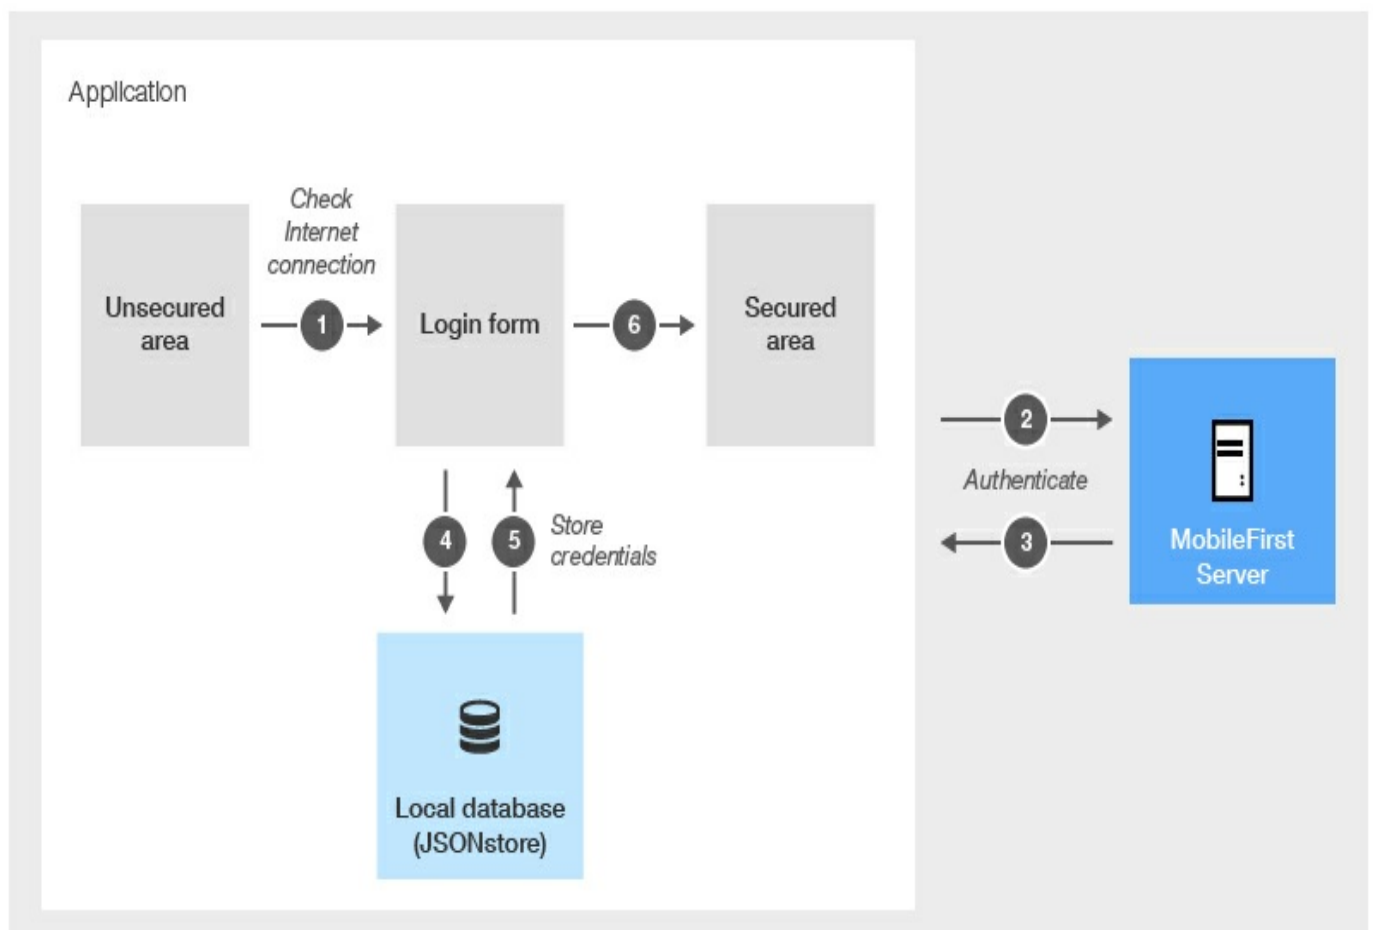 Application
Check
Internet
connection
Unsecured
area
1
Login form
6
Secured
area
2
Authenticate
3
MobileFirst
Server
4
5
Store
credentials
Local database
(JSONstore)